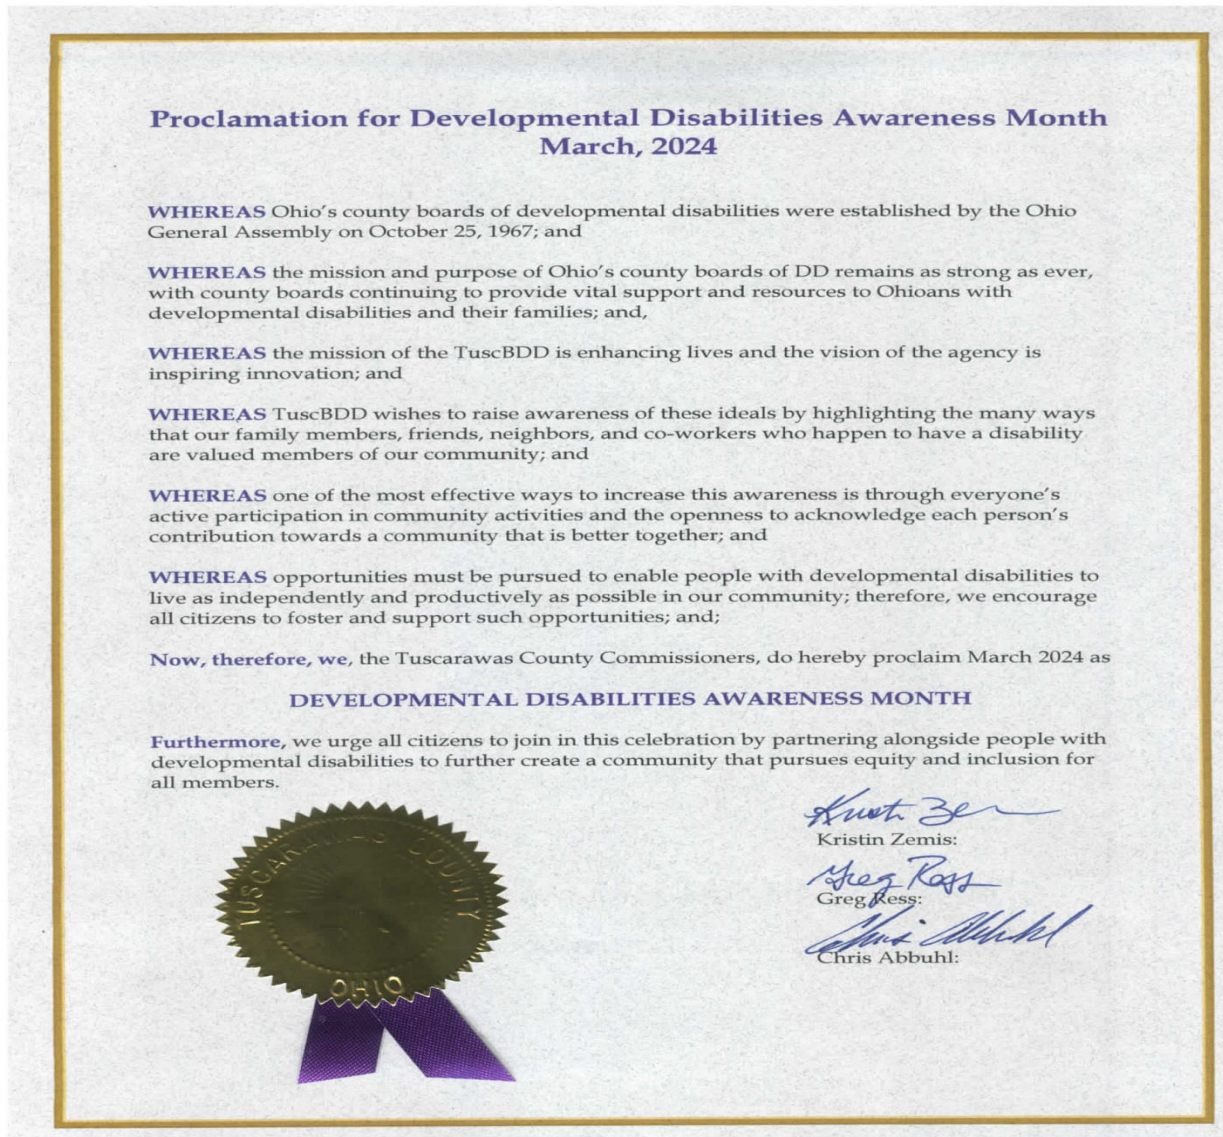 Proclamation for Developmental Disabilities Awareness Month
March, 2024
WHEREAS Ohio's county boards of developmental disabilities were established by the Ohio
General Assembly on October 25, 1967; and
WHEREAS the mission and purpose of Ohio's county boards of DD remains as strong as ever,
with county boards continuing to provide vital support and resources to Ohioans with
developmental disabilities and their families; and,
WHEREAS the mission of the TuscBDD is enhancing lives and the vision of the agency is
inspiring innovation; and
WHEREAS TuscBDD wishes to raise awareness of these ideals by highlighting the many ways
that our family members, friends, neighbors, and co-workers who happen to have a disability
are valued members of our community; and
WHEREAS one of the most effective ways to increase this awareness is through everyone's
active participation in community activities and the openness to acknowledge each person's
contribution towards a community that is better together; and
WHEREAS opportunities must be pursued to enable people with developmental disabilities to
live as independently and productively as possible in our community; therefore, we encourage
all citizens to foster and support such opportunities; and;
Now, therefore, we, the Tuscarawas County Commissioners, do hereby proclaim March 2024 as
DEVELOPMENTAL DISABILITIES AWARENESS MONTH
Furthermore, we urge all citizens to join in this celebration by partnering alongside people with
developmental disabilities to further create a community that pursues equity and inclusion for
all members.
TUSCARAWAS COUNTY
OHIO
Kristin Zemis:
Greg Ress
Greg Ress:
Chris Abbuhl
Chris Abbuhl: